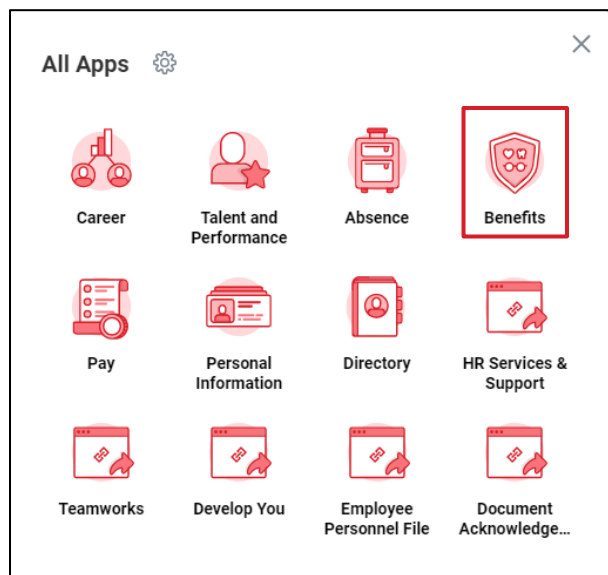 All Apps
Career
Talent and
Performance
Absence
Benefits
Pay
Personal
Information
Directory
HR Services &
Support
Teamworks
Develop You
Employee
Personnel File
Document
Acknowledge...